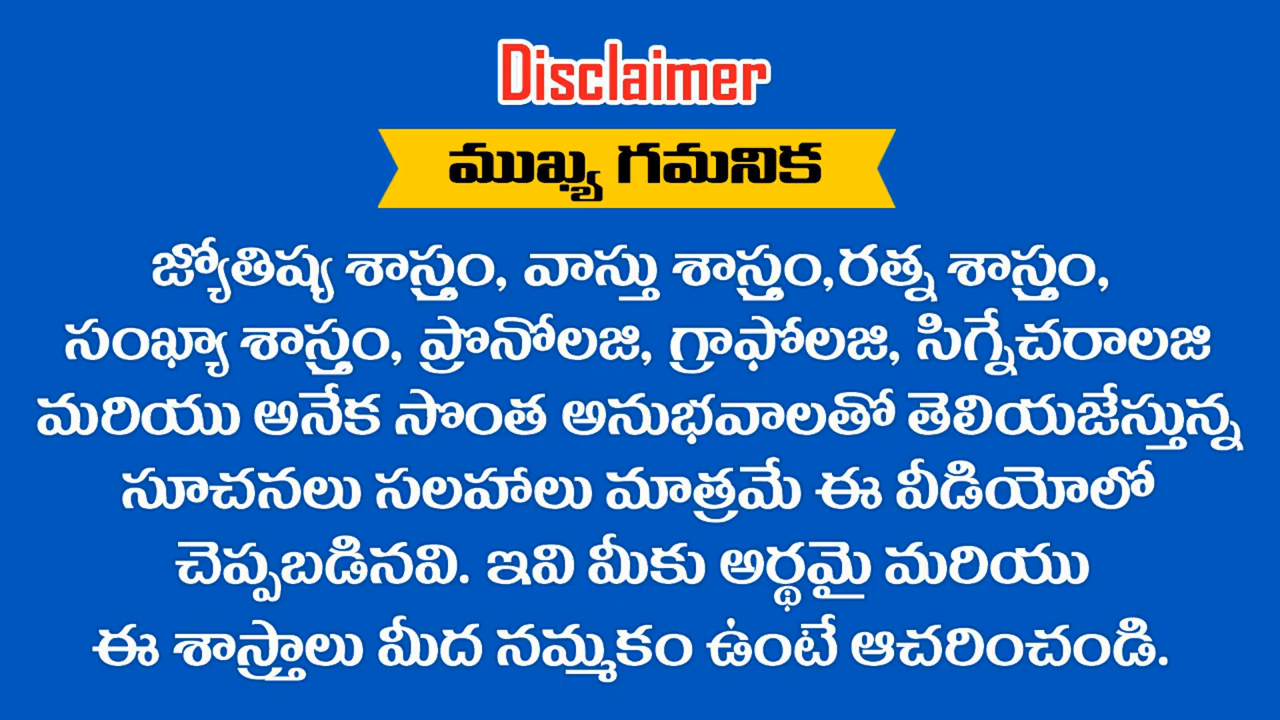 Disclaimer
ముఖ్య గమనిక
జ్యోతిష్య శాస్త్రం, వాస్తు శాస్త్రం,రత్న శాస్త్రం,
సంఖ్యా శాస్త్రం, ప్రొనోలజి, గ్రాఫోలజి, సిగ్నేచరాలజి
మరియు అనేక సొంత అనుభవాలతో తెలియజేస్తున్న
సూచనలు సలహాలు మాత్రమే ఈ వీడియోలో
చెప్పబడినవి. ఇవి మీకు అర్థమై మరియు
ఈ శాస్త్రాలు మీద నమ్మకం ఉంటే ఆచరించండి.